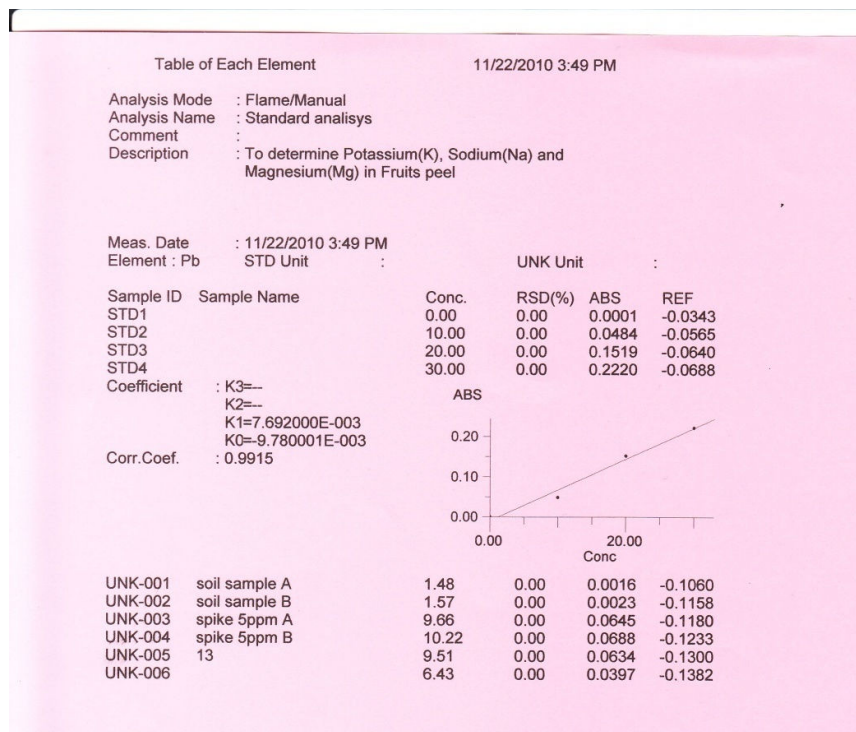 Table of Each Element 11/22/2010 3:49 PM
Analysis Mode : Flame/Manual
Analysis Name : Standard analisys
Comment :
Description : To determine Potassium(K), Sodium(Na) and
Magnesium(Mg) in Fruits peel
Meas. Date : 11/22/2010 3:49 PM
Element : Pb STD Unit : UNK Unit :
Sample ID Sample Name Conc. RSD(%) ABS REF
STD1 0.00 0.00 0.0001 -0.0343
STD2 10.00 0.00 0.0484 -0.0565
STD3 20.00 0.00 0.1519 -0.0640
STD4 30.00 0.00 0.2220 -0.0688
Coefficient : K3=--
K2=--
K1=7.692000E-003
K0=-9.780001E-003
Corr.Coef. : 0.9915
ABS
0.20
0.10
0.00
0.00 20.00
Conc
UNK-001 soil sample A 1.48 0.00 0.0016 -0.1060
UNK-002 soil sample B 1.57 0.00 0.0023 -0.1158
UNK-003 spike 5ppm A 9.66 0.00 0.0645 -0.1180
UNK-004 spike 5ppm B 10.22 0.00 0.0688 -0.1233
UNK-005 13 9.51 0.00 0.0634 -0.1300
UNK-006 6.43 0.00 0.0397 -0.1382